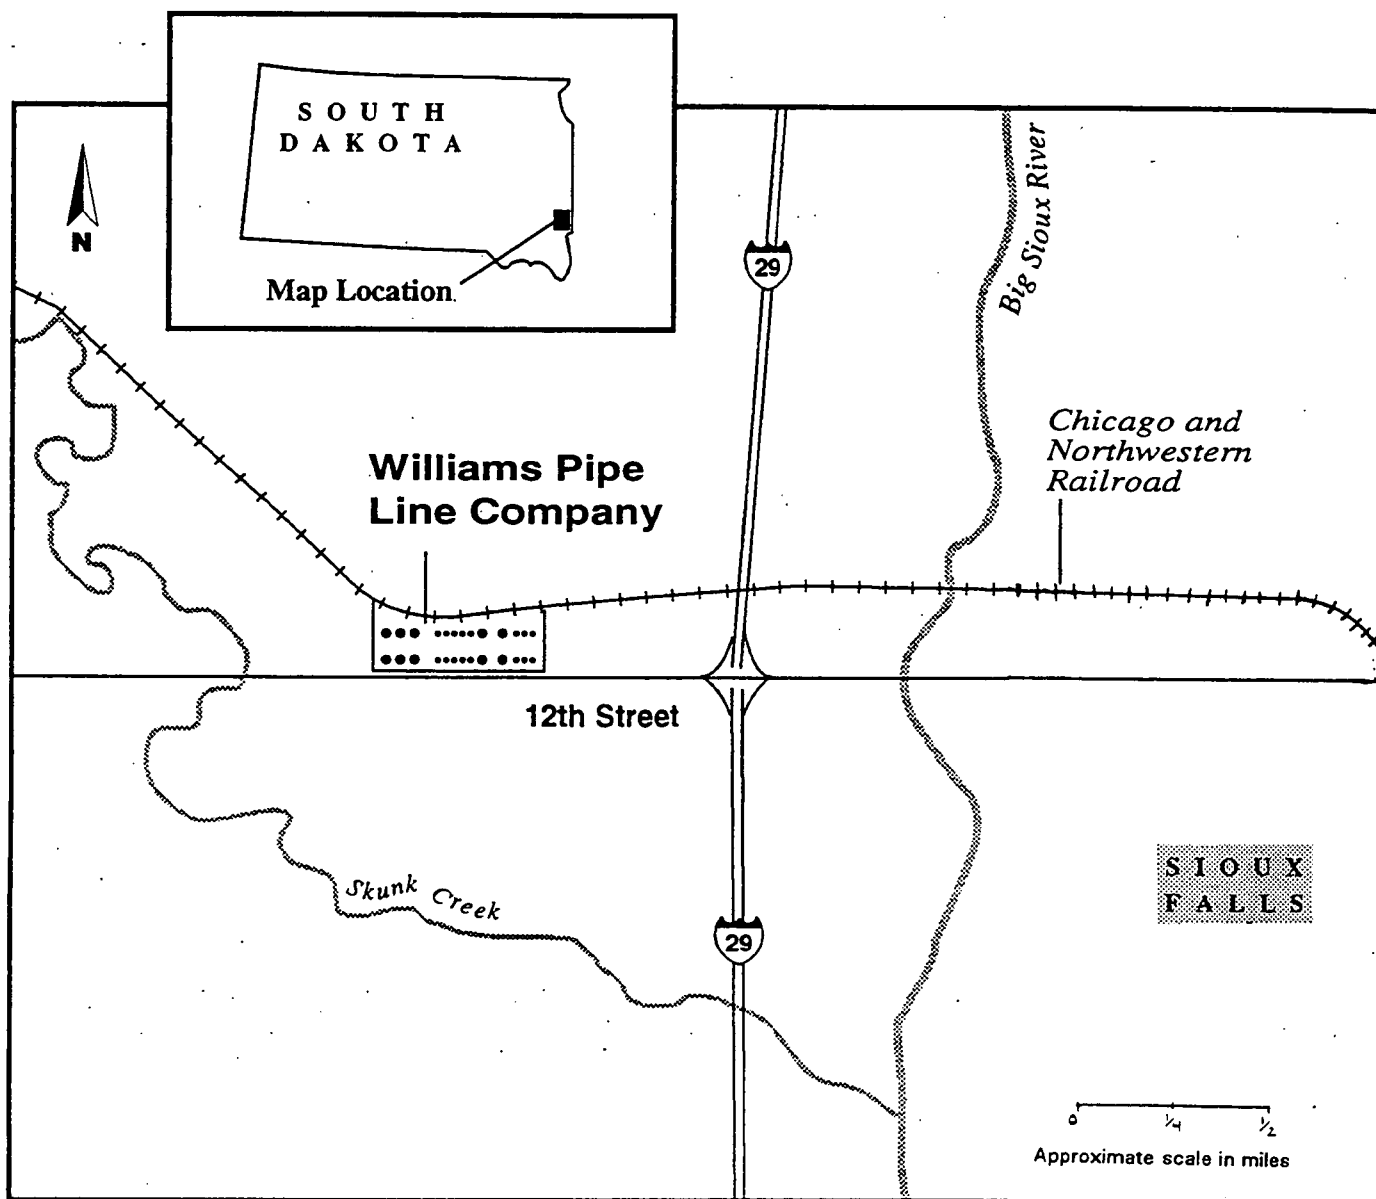 SOUTH
DAKOTA
Map Location
N
29
Big Sioux River
Chicago and
Northwestern
Railroad
Williams Pipe
Line Company
12th Street
SIOUX
FALLS
Skunk Creek
29
0 1/4 1/2
Approximate scale in miles